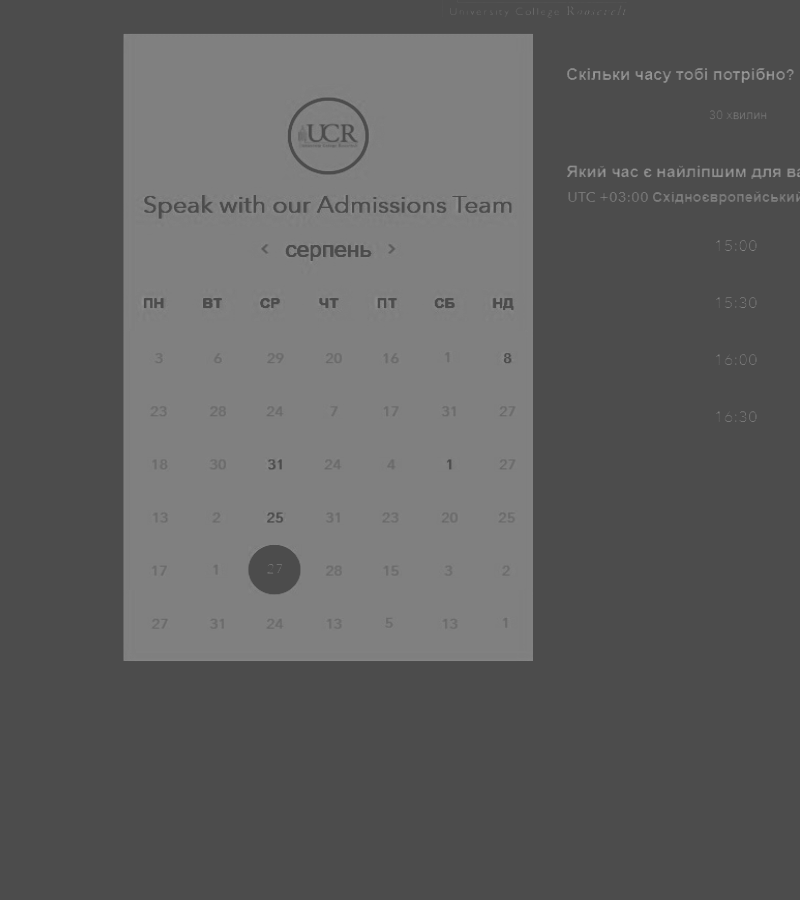 University College Roosevelt
UCR
Speak with our Admissions Team
< серпень >
ПН ВТ СР ЧТ ПТ СБ НД
3 6 29 20 16 1 8
23 28 24 7 17 31 27
18 30 31 24 4 1 27
13 2 25 31 23 20 25
17 1 27 28 15 3 2
27 31 24 13 5 13 1
Скільки часу тобі потрібно?
30 хвилин
Який час є найліпшим для ва
UTC +03:00 Східноєвропейський
15:00
15:30
16:00
16:30